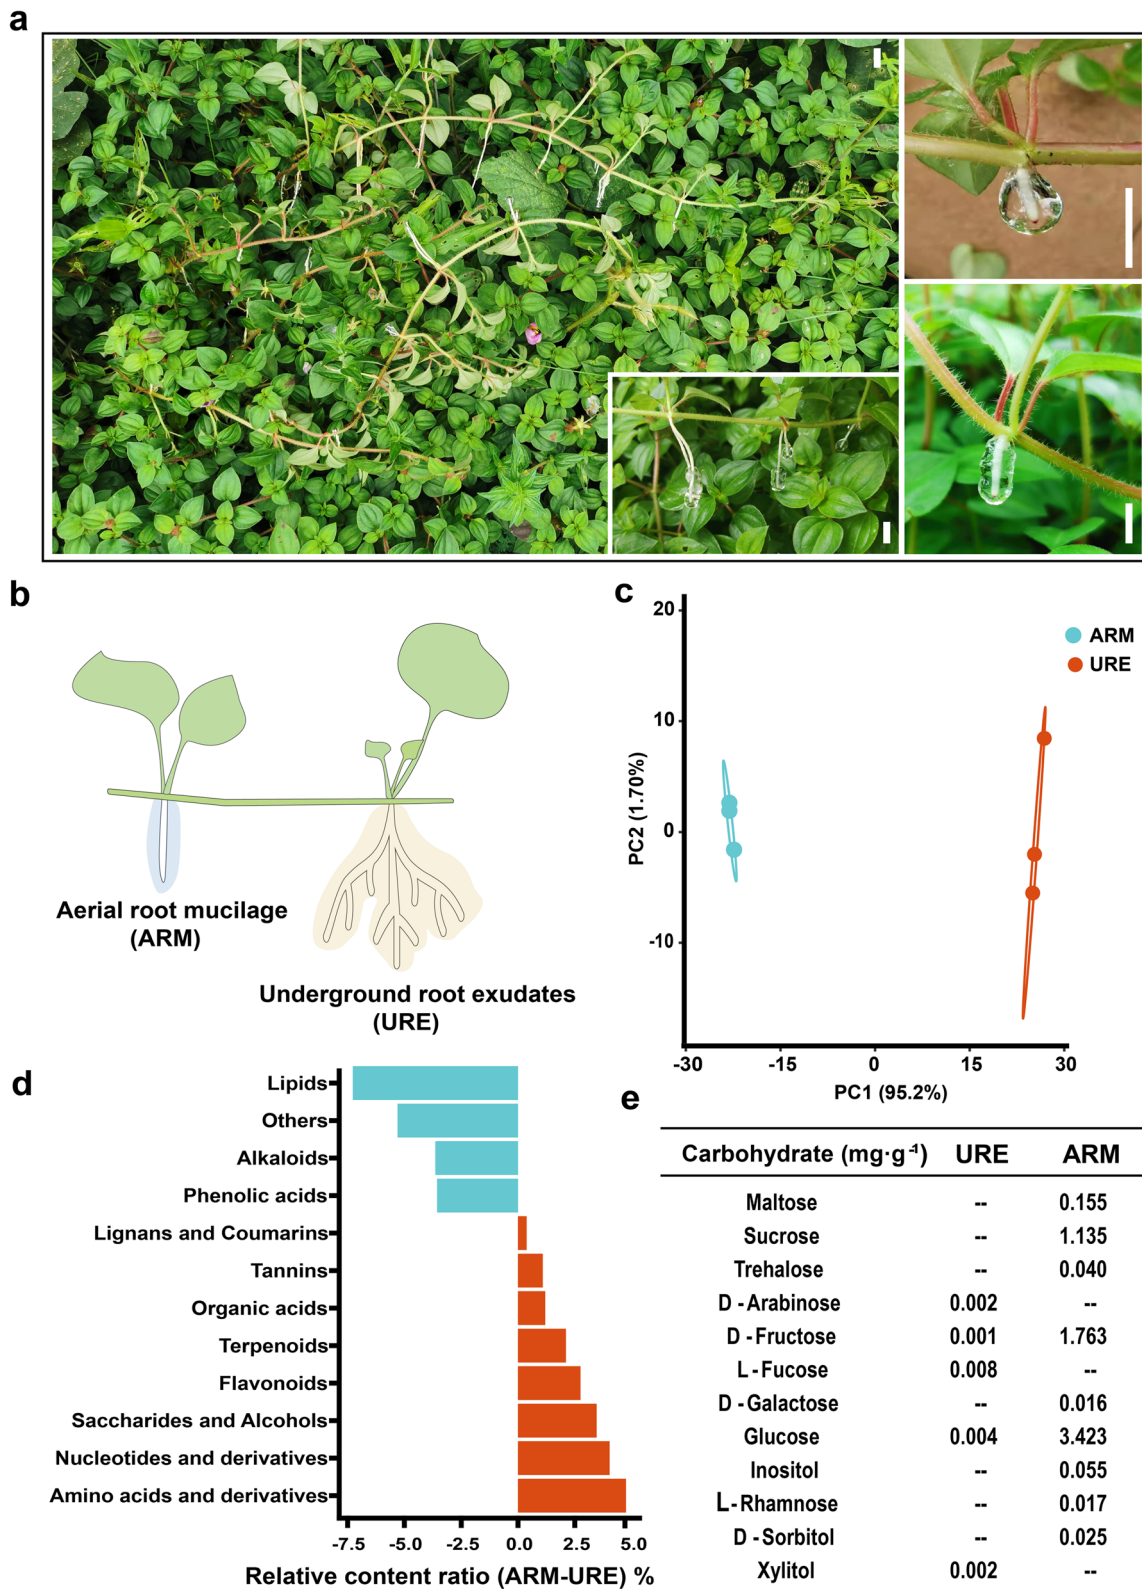 a
b
Aerial root mucilage
(ARM)
Underground root exudates
(URE)
c
20
10
0
-10
PC2 (1.70%)
-30
-15
0
15
30
PC1 (95.2%)
ARM
URE
d
Lipids
Others
Alkaloids
Phenolic acids
Lignans and Coumarins
Tannins
Organic acids
Terpenoids
Flavonoids
Saccharides and Alcohols
Nucleotides and derivatives
Amino acids and derivatives
-7.5
-5.0
-2.5
0.0
2.5
5.0
Relative content ratio (ARM-URE) %
e
Carbohydrate (mg·g⁻¹) URE ARM
Maltose -- 0.155
Sucrose -- 1.135
Trehalose -- 0.040
D-Arabinose 0.002 --
D-Fructose 0.001 1.763
L-Fucose 0.008 --
D-Galactose -- 0.016
Glucose 0.004 3.423
Inositol -- 0.055
L-Rhamnose -- 0.017
D-Sorbitol -- 0.025
Xylitol 0.002 --